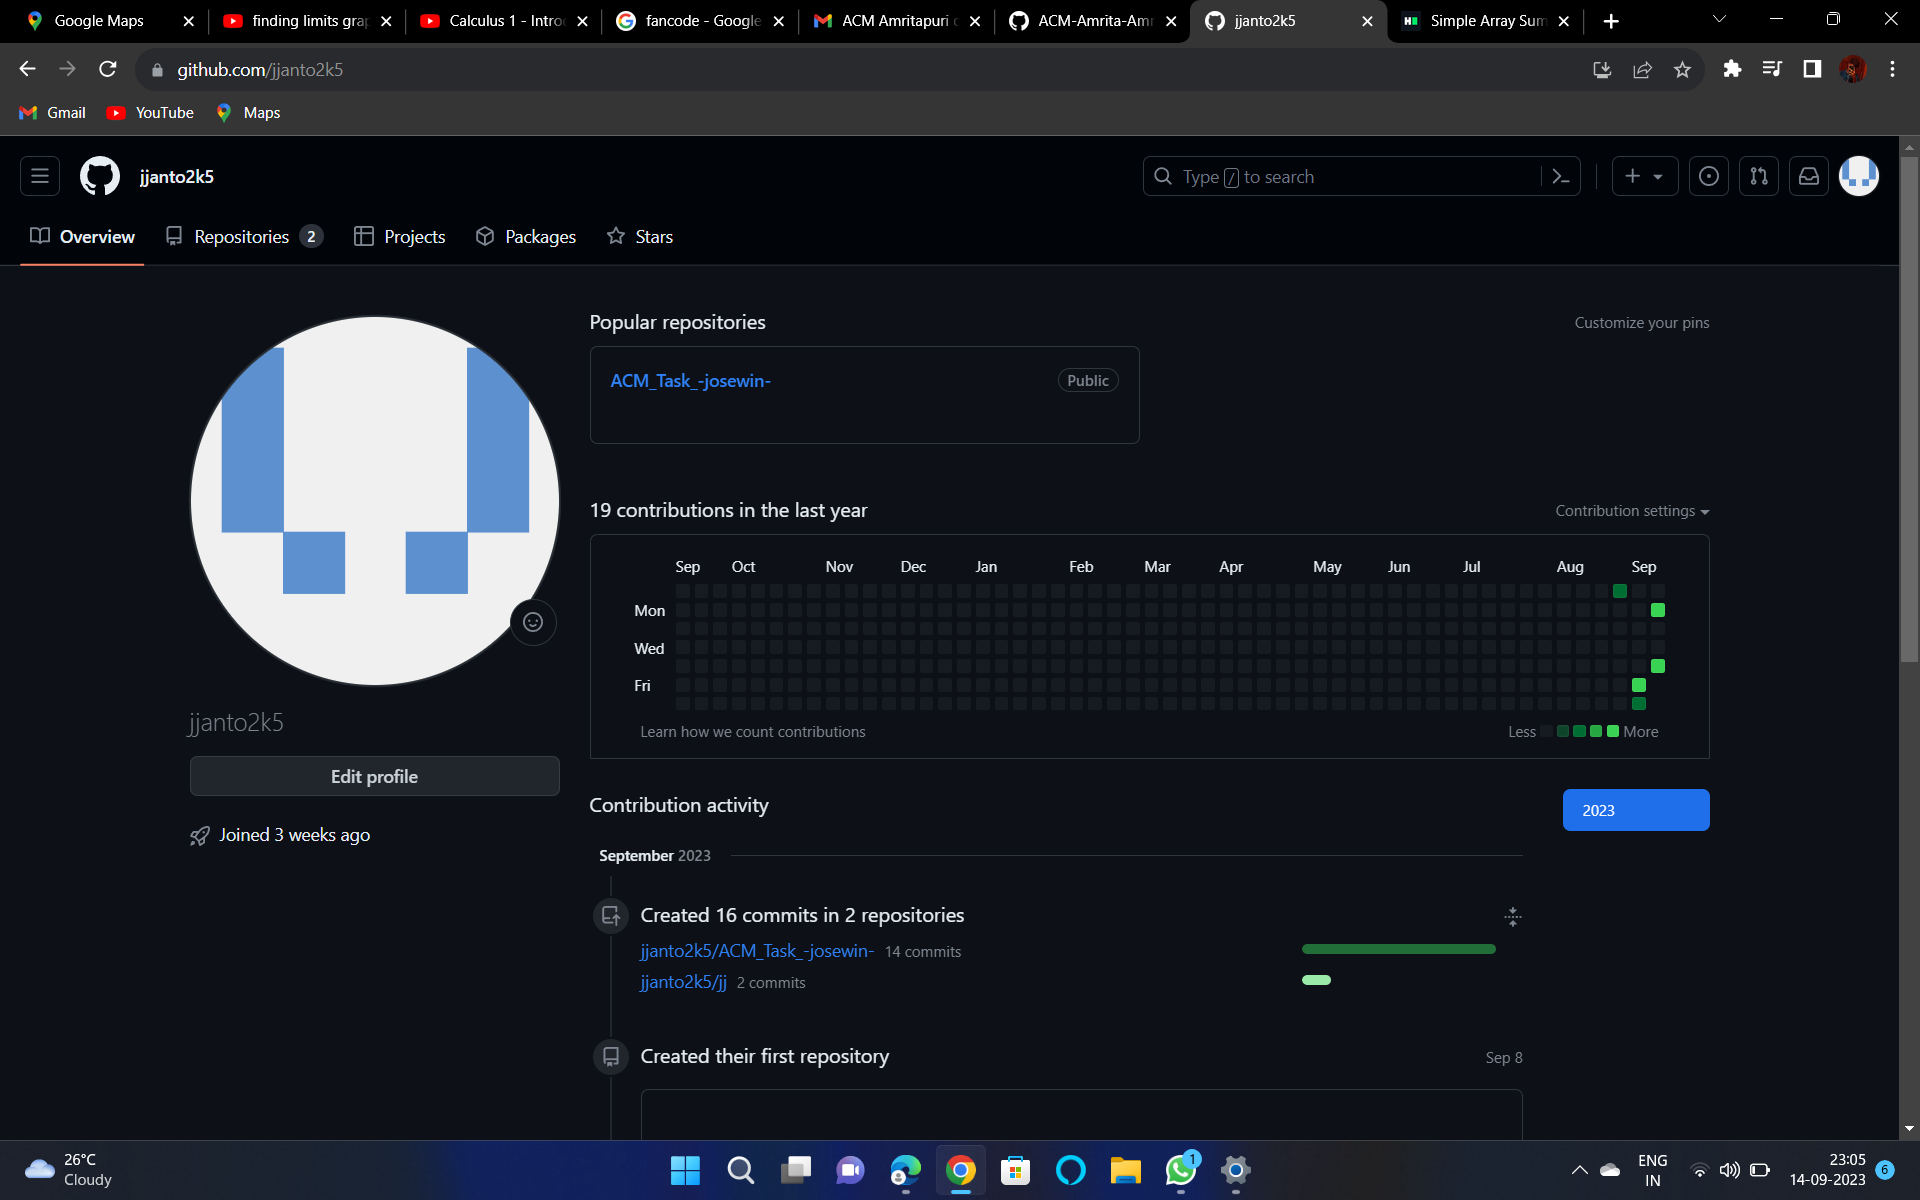 Google Maps
finding limits gra
Calculus 1 - Intro
fancode - Google
ACM Amritapuri
ACM-Amrita-Am
jjanto2k5
Simple Array Sum
github.com/jjanto2k5
Gmail
YouTube
Maps
jjanto2k5
Type / to search
Overview
Repositories 2
Projects
Packages
Stars
Popular repositories
Customize your pins
ACM_Task_-josewin-
Public
19 contributions in the last year
Contribution settings
Sep Oct Nov Dec Jan Feb Mar Apr May Jun Jul Aug Sep
Mon
Wed
Fri
Learn how we count contributions
Less More
jjanto2k5
Edit profile
Joined 3 weeks ago
Contribution activity
2023
September 2023
Created 16 commits in 2 repositories
jjanto2k5/ACM_Task_-josewin- 14 commits
jjanto2k5/jj 2 commits
Created their first repository
Sep 8
26°C
Cloudy
1
ENG
IN
23:05
14-09-2023
6